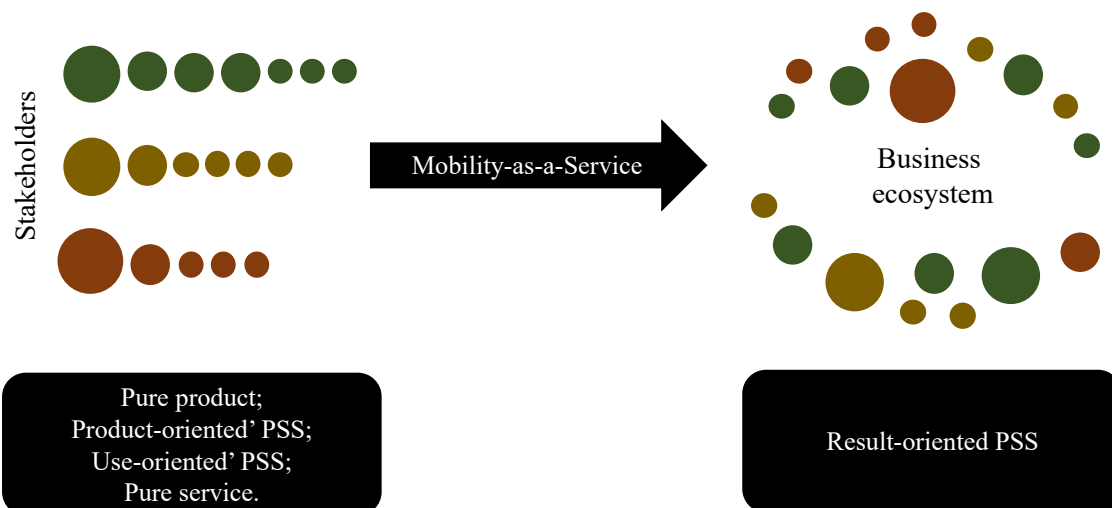 Stakeholders
Mobility-as-a-Service
Business
ecosystem
Pure product;
Product-oriented’ PSS;
Use-oriented’ PSS;
Pure service.
Result-oriented PSS